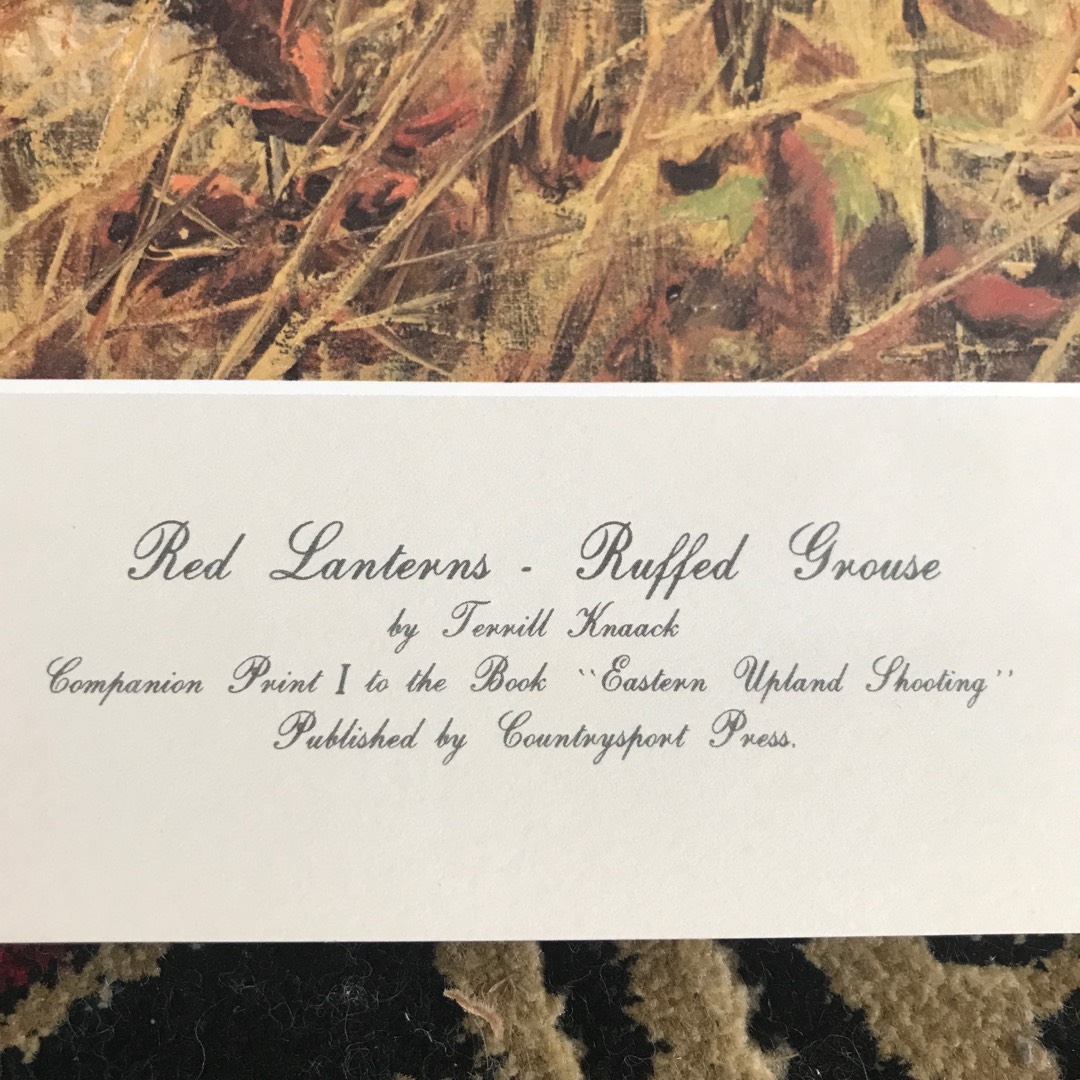 Red Lanterns - Ruffed Grouse
by Terrill Knaack
Companion Print I to the Book "Eastern Upland Shooting"
Published by Countrysport Press.